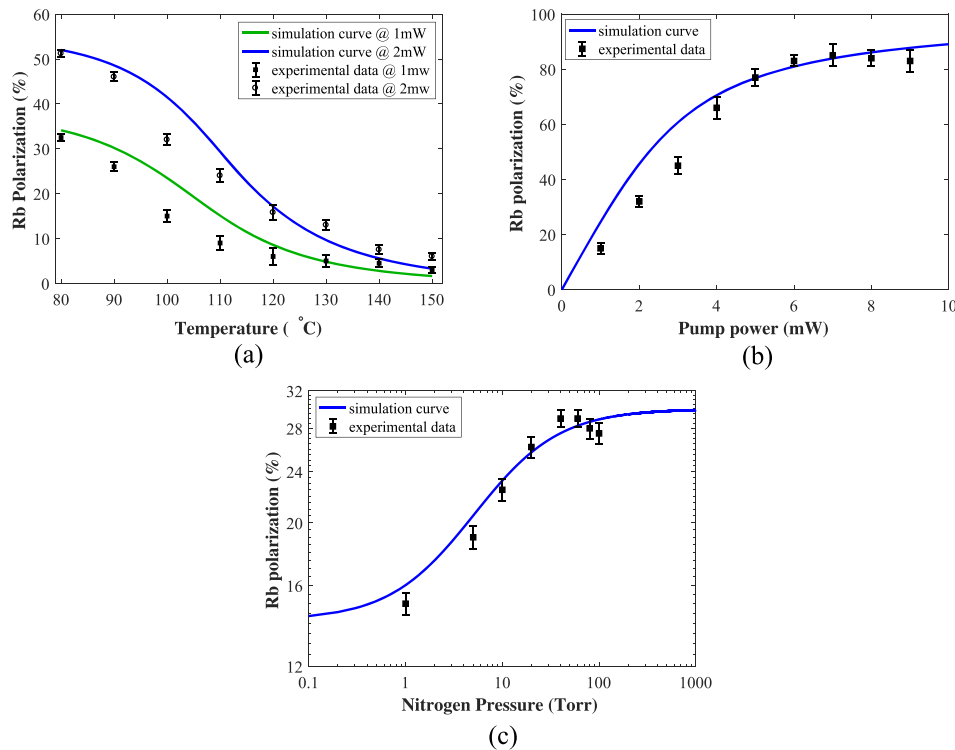 60
50
40
30
20
10
0
Rb Polarization (%)
simulation curve @ 1mW
simulation curve @ 2mW
experimental data @ 1mw
experimental data @ 2mw
80 90 100 110 120 130 140 150
Temperature ( °C)
(a)
100
80
60
40
20
0
Rb polarization (%)
simulation curve
experimental data
0 2 4 6 8 10
Pump power (mW)
(b)
32
28
24
20
16
12
Rb polarization (%)
simulation curve
experimental data
0.1 1 10 100 1000
Nitrogen Pressure (Torr)
(c)